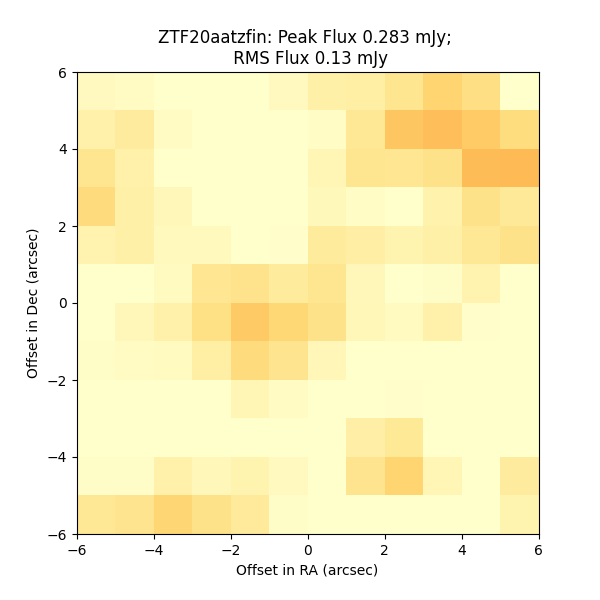 ZTF20aatzfin: Peak Flux 0.283 mJy;
RMS Flux 0.13 mJy
6
4
2
0
−2
−4
−6
Offset in Dec (arcsec)
−6 −4 −2 0 2 4 6
Offset in RA (arcsec)